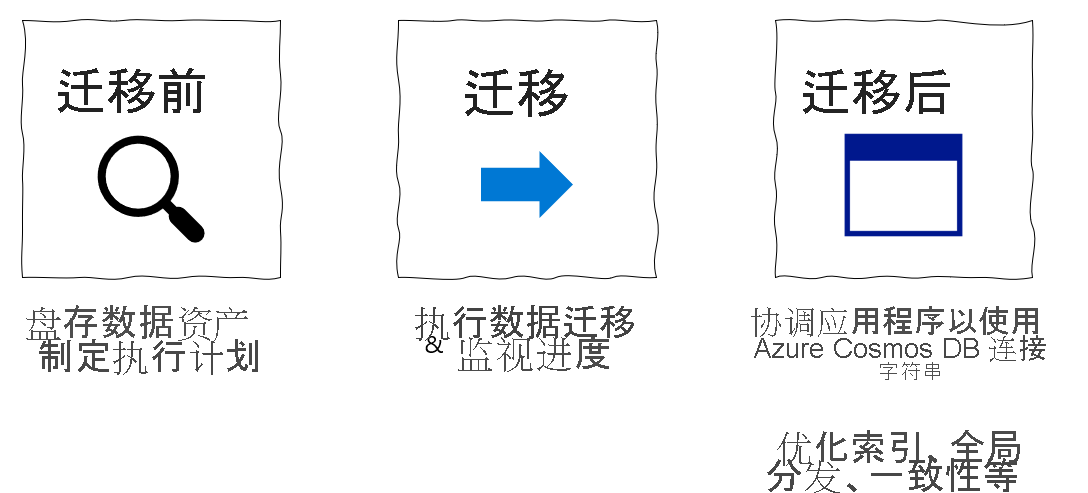 迁移前
盘存数据资产
制定执行计划
迁移
执行数据迁移
& 监视进度
迁移后
协调应用程序以使用
Azure Cosmos DB 连接
字符串
优化索引、全局
分发、一致性等